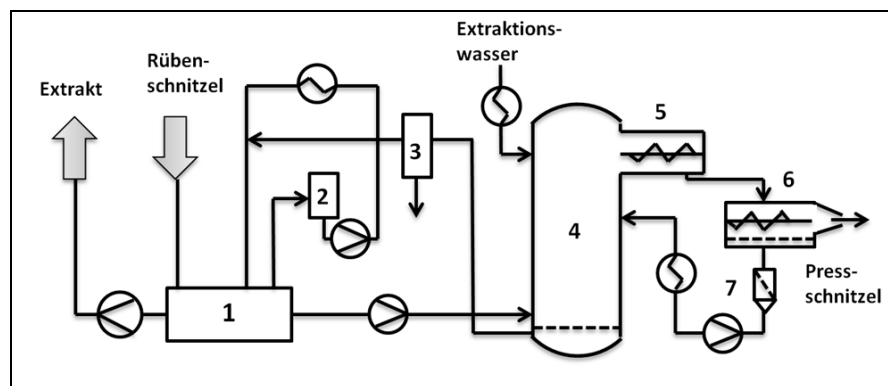 Extraktions-
wasser
Rüben-
schnitzel
Extrakt
5
3
6
2
4
7
Press-
schnitzel
1